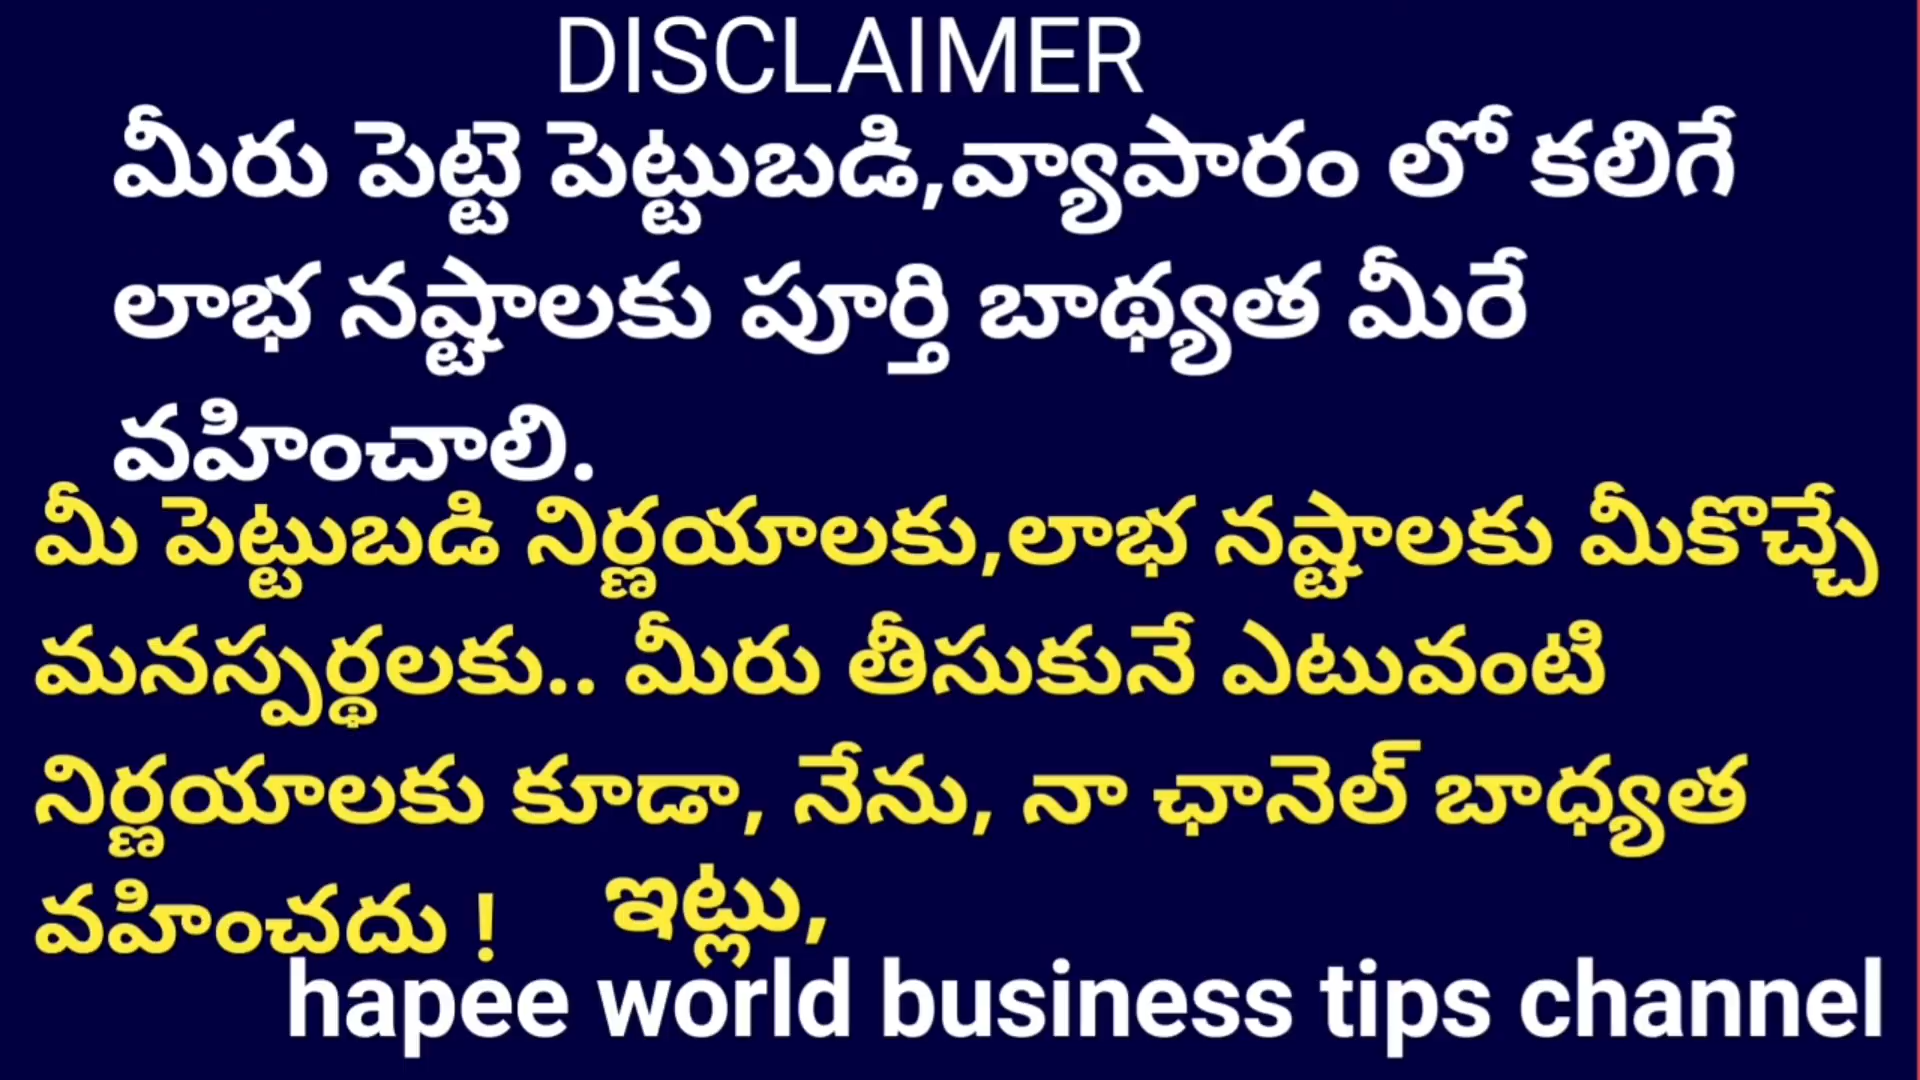 DISCLAIMER
మీరు పెట్టె పెట్టుబడి,వ్యాపారం లో కలిగే
లాభ నష్టాలకు పూర్తి బాథ్యత మీరే
వహించాలి.
మీ పెట్టుబడి నిర్ణయాలకు,లాభ నష్టాలకు మీకొచ్చే
మనస్పర్థలకు.. మీరు తీసుకునే ఎటువంటి
నిర్ణయాలకు కూడా, నేను, నా ఛానెల్ బాధ్యత
వహించదు !
ఇట్లు,
hapee world business tips channel